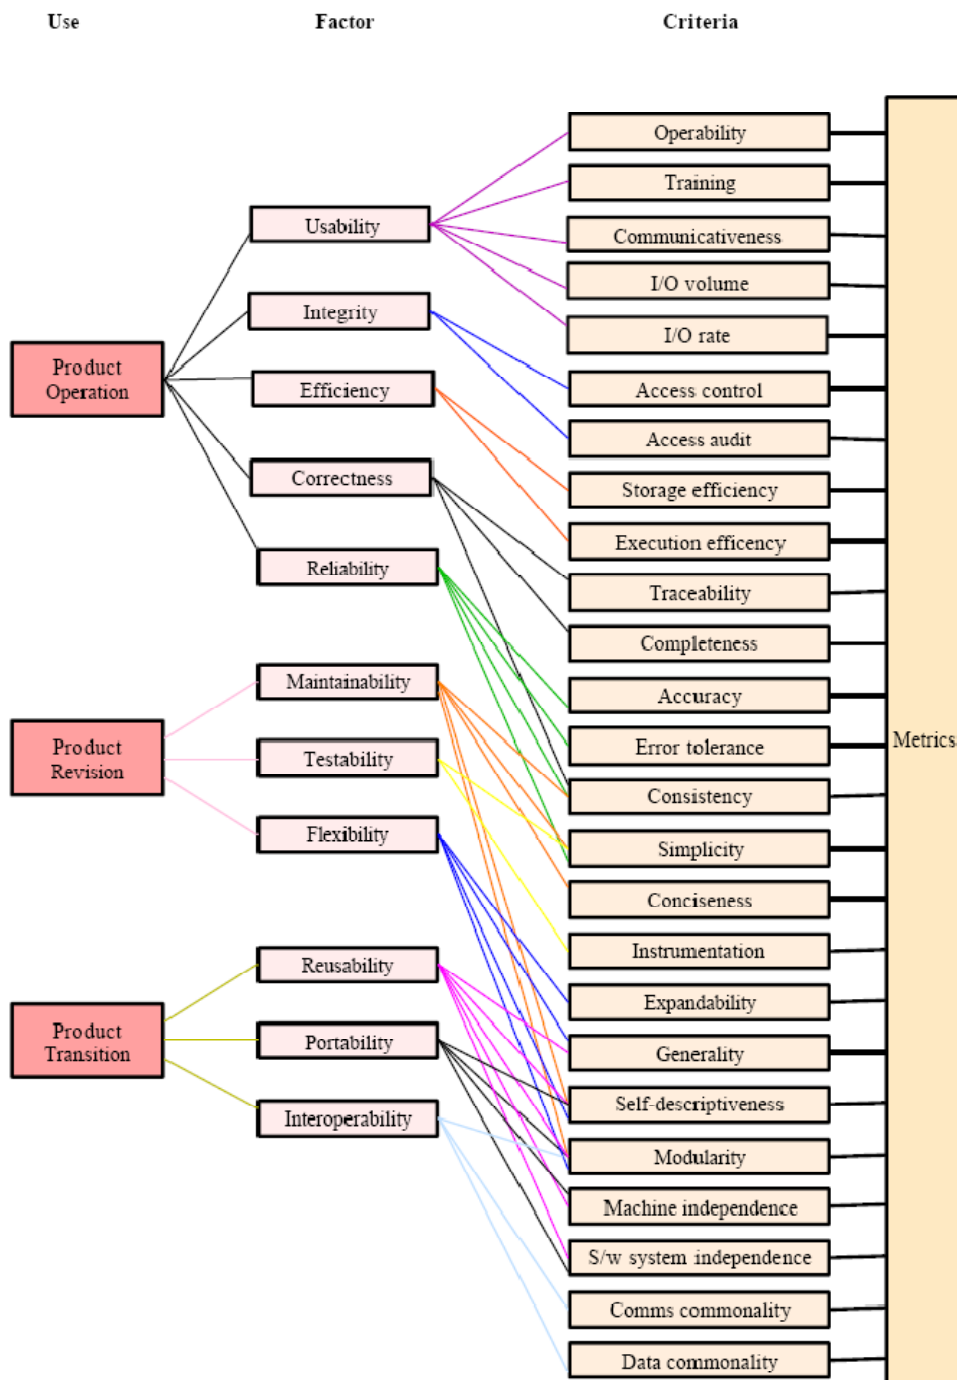 Use
Factor
Criteria
Product
Operation
Product
Revision
Product
Transition
Usability
Integrity
Efficiency
Correctness
Reliability
Maintainability
Testability
Flexibility
Reusability
Portability
Interoperability
Operability
Training
Communicativeness
I/O volume
I/O rate
Access control
Access audit
Storage efficiency
Execution efficency
Traceability
Completeness
Accuracy
Error tolerance
Consistency
Simplicity
Conciseness
Instrumentation
Expandability
Generality
Self-descriptiveness
Modularity
Machine independence
S/w system independence
Comms commonality
Data commonality
Metrics